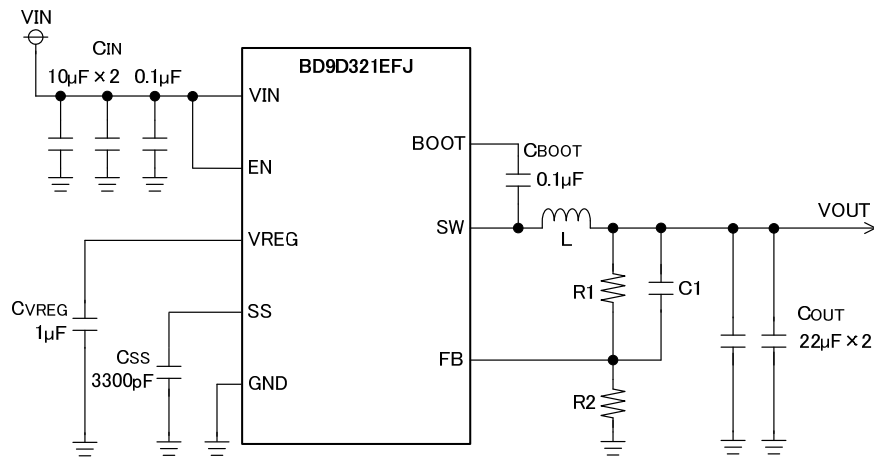 VIN
CIN
10μF×2 0.1μF
BD9D321EFJ
VIN
EN
VREG
SS
GND
BOOT
SW
FB
CBOOT
0.1μF
L
VOUT
R1
C1
R2
COUT
22μF×2
CVREG
1μF
CSS
3300pF